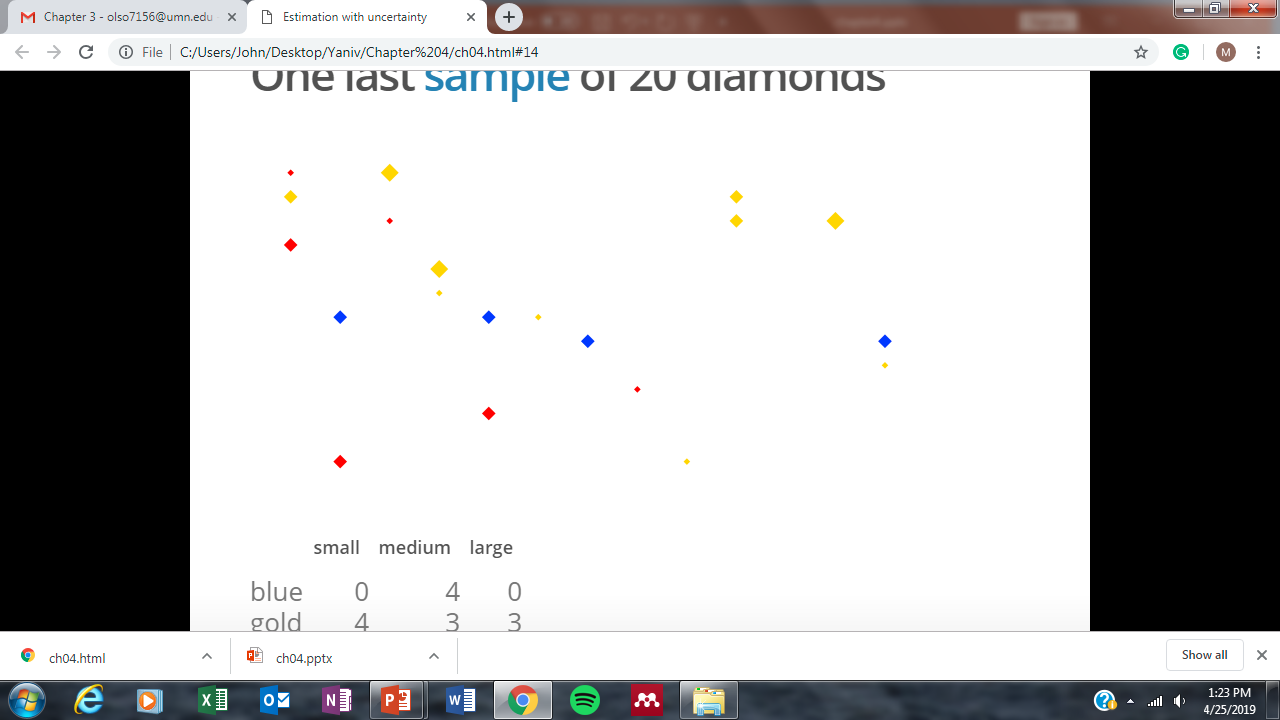 Chapter 3 - olso7156@umn.edu
Estimation with uncertainty
File
C:/Users/John/Desktop/Yaniv/Chapter%204/ch04.html#14
M
One last sample of 20 diamonds
small medium large
blue 0 4 0
gold 4 3 3
ch04.html
ch04.pptx
Show all
1:23 PM
4/25/2019